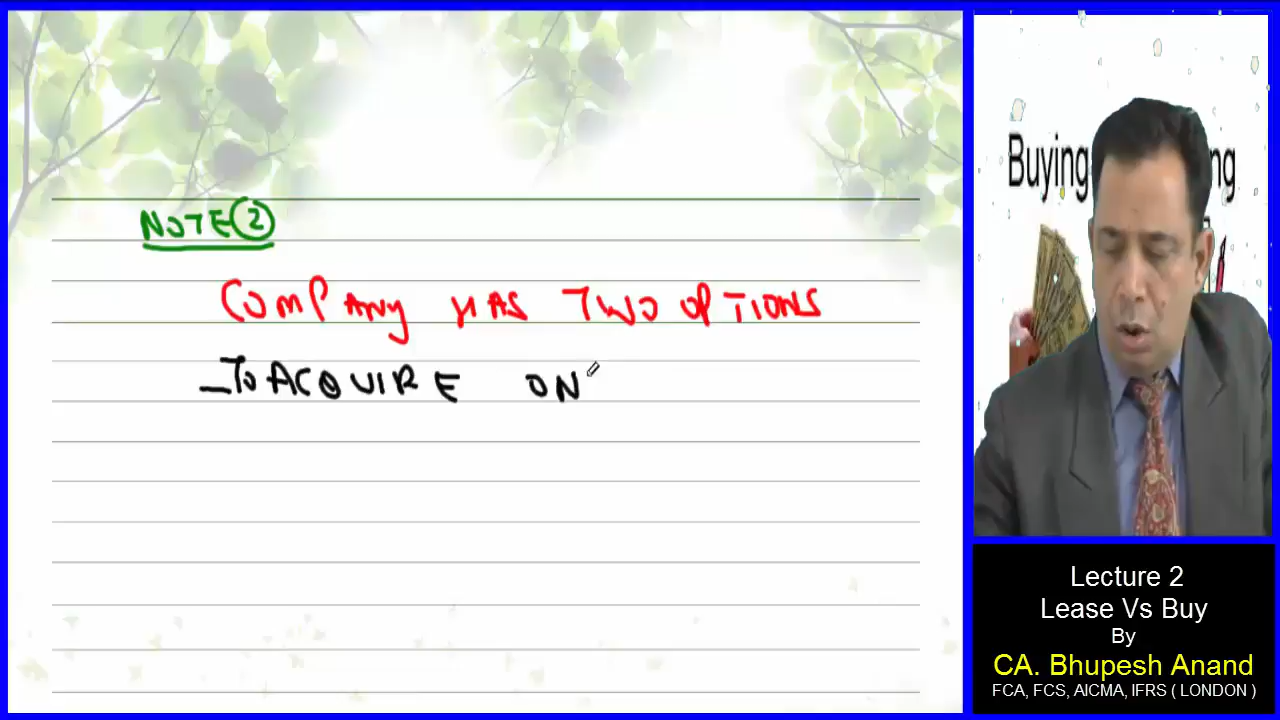 NOTE 2
COMPANY HAS TWO OPTIONS
– TO ACQUIRE ON
Buying
ng
Lecture 2
Lease Vs Buy
By
CA. Bhupesh Anand
FCA, FCS, AICMA, IFRS ( LONDON )